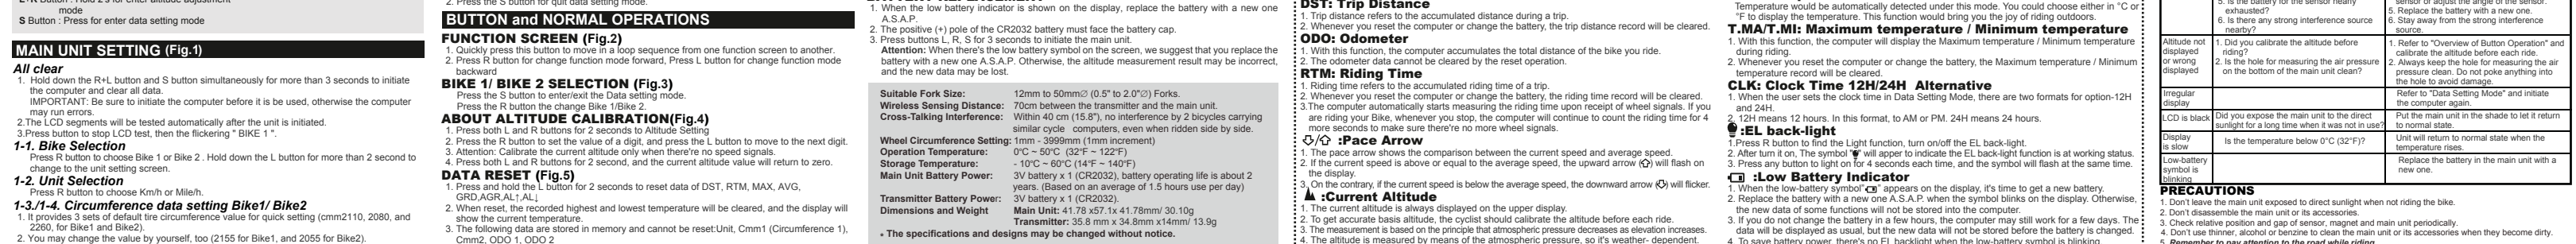 L+R Button : Hold 2's for enter altitude adjustment
mode
S Button : Press for enter data setting mode
MAIN UNIT SETTING (Fig.1)
All clear
1. Hold down the R+L button and S button simultaneously for more than 3 seconds to initiate
the computer and clear all data.
IMPORTANT: Be sure to initiate the computer before it is be used, otherwise the computer
may run errors.
2.The LCD segments will be tested automatically after the unit is initiated.
3.Press button to stop LCD test, then the flickering " BIKE 1 ".
1-1. Bike Selection
Press R button to choose Bike 1 or Bike 2 . Hold down the L button for more than 2 second to
change to the unit setting screen.
1-2. Unit Selection
Press R button to choose Km/h or Mile/h.
1-3./1-4. Circumference data setting Bike1/ Bike2
1. It provides 3 sets of default tire circumference value for quick setting (cmm2110, 2080, and
2260, for Bike1 and Bike2).
2. You may change the value by yourself, too (2155 for Bike1, and 2055 for Bike2).
2. Press the S button for quit data setting mode.
BUTTON and NORMAL OPERATIONS
FUNCTION SCREEN (Fig.2)
1. Quickly press this button to move in a loop sequence from one function screen to another.
2. Press R button for change function mode forward, Press L button for change function mode
backward
BIKE 1/ BIKE 2 SELECTION (Fig.3)
Press the S button to enter/exit the Data setting mode.
Press the R button the change Bike 1/Bike 2.
ABOUT ALTITUDE CALIBRATION(Fig.4)
1. Press both L and R buttons for 2 seconds to Altitude Setting
2. Press the R button to set the value of a digit, and press the L button to move to the next digit.
3. Attention: Calibrate the current altitude only when there're no speed signals.
4. Press both L and R buttons for 2 second, and the current altitude value will return to zero.
DATA RESET (Fig.5)
1. Press and hold the L button for 2 seconds to reset data of DST, RTM, MAX, AVG,
GRD,AGR,AL↑,AL↓
2. When reset, the recorded highest and lowest temperature will be cleared, and the display will
show the current temperature.
3. The following data are stored in memory and cannot be reset:Unit, Cmm1 (Circumference 1),
Cmm2, ODO 1, ODO 2
1. When the low battery indicator is shown on the display, replace the battery with a new one
A.S.A.P.
2. The positive (+) pole of the CR2032 battery must face the battery cap.
3. Press buttons L, R, S for 3 seconds to initiate the main unit.
Attention: When there's the low battery symbol on the screen, we suggest that you replace the
battery with a new one A.S.A.P. Otherwise, the altitude measurement result may be incorrect,
and the new data may be lost.
Suitable Fork Size: 12mm to 50mm∅ (0.5" to 2.0"∅) Forks.
Wireless Sensing Distance: 70cm between the transmitter and the main unit.
Cross-Talking Interference: Within 40 cm (15.8"), no interference by 2 bicycles carrying
similar cycle computers, even when ridden side by side.
Wheel Circumference Setting: 1mm - 3999mm (1mm increment)
Operation Temperature: 0°C ~ 50°C (32°F ~ 122°F)
Storage Temperature: - 10°C ~ 60°C (14°F ~ 140°F)
Main Unit Battery Power: 3V battery x 1 (CR2032), battery operating life is about 2
years. (Based on an average of 1.5 hours use per day)
Transmitter Battery Power: 3V battery x 1 (CR2032).
Dimensions and Weight Main Unit: 41.78 x57.1x 41.78mm/ 30.10g
Transmitter: 35.8 mm x 34.8mm x14mm/ 13.9g
* The specifications and designs may be changed without notice.
DST: Trip Distance
1. Trip distance refers to the accumulated distance during a trip.
2. Whenever you reset the computer or change the battery, the trip distance record will be cleared.
ODO: Odometer
1. With this function, the computer accumulates the total distance of the bike you ride.
2. The odometer data cannot be cleared by the reset operation.
RTM: Riding Time
1. Riding time refers to the accumulated riding time of a trip.
2. Whenever you reset the computer or change the battery, the riding time record will be cleared.
3.The computer automatically starts measuring the riding time upon receipt of wheel signals. If you
are riding your Bike, whenever you stop, the computer will continue to count the riding time for 4
more seconds to make sure there're no more wheel signals.
:Pace Arrow
1. The pace arrow shows the comparison between the current speed and average speed.
2. If the current speed is above or equal to the average speed, the upward arrow (⇧) will flash on
the display.
3. On the contrary, if the current speed is below the average speed, the downward arrow (⇩) will flicker.
:Current Altitude
1. The current altitude is always displayed on the upper display.
2. To get accurate basis altitude, the cyclist should calibrate the altitude before each ride.
3. The measurement is based on the principle that atmospheric pressure decreases as elevation increases.
4. The altitude is measured by means of the atmospheric pressure, so it's weather- dependent.
Temperature would be automatically detected under this mode. You could choose either in °C or
°F to display the temperature. This function would bring you the joy of riding outdoors.
T.MA/T.MI: Maximum temperature / Minimum temperature
1. With this function, the computer will display the Maximum temperature / Minimum temperature
during riding.
2. Whenever you reset the computer or change the battery, the Maximum temperature / Minimum
temperature record will be cleared.
CLK: Clock Time 12H/24H Alternative
1. When the user sets the clock time in Data Setting Mode, there are two formats for option-12H
and 24H.
2. 12H means 12 hours. In this format, to AM or PM. 24H means 24 hours.
:EL back-light
1.Press R button to find the Light function, turn on/off the EL back-light.
2. After turn it on, The symbol "" will apper to indicate the EL back-light function is at working status.
3. Press any button to light on for 4 seconds each time, and the symbol will flash at the same time.
:Low Battery Indicator
1. When the low-battery symbol"" appears on the display, it's time to get a new battery.
2. Replace the battery with a new one A.S.A.P. when the symbol blinks on the display. Otherwise,
the new data of some functions will not be stored into the computer.
3. If you do not change the battery in a few hours, the computer may still work for a few days. The
data will be displayed as usual, but the new data will not be stored before the battery is changed.
4. To save battery power, there's no EL backlight when the low-battery symbol is blinking.
5. Is the battery for the sensor nearly
exhausted?
6. Is there any strong interference source
nearby?
sensor or adjust the angle of the sensor.
5. Replace the battery with a new one.
6. Stay away from the strong interference
source.
Altitude not
displayed
or wrong
displayed
1. Did you calibrate the altitude before
riding?
2. Is the hole for measuring the air pressure
on the bottom of the main unit clean?
1. Refer to "Overview of Button Operation" and
calibrate the altitude before each ride.
2. Always keep the hole for measuring the air
pressure clean. Do not poke anything into
the hole to avoid damage.
Irregular
display
Refer to "Data Setting Mode" and initiate
the computer again.
LCD is black
Did you expose the main unit to the direct
sunlight for a long time when it was not in use?
Put the main unit in the shade to let it return
to normal state.
Display
is slow
Is the temperature below 0°C (32°F)?
Unit will return to normal state when the
temperature rises.
Low-battery
symbol is
blinking
Replace the battery in the main unit with a
new one.
PRECAUTIONS
1. Don't leave the main unit exposed to direct sunlight when not riding the bike.
2. Don't disassemble the main unit or its accessories.
3. Check relative position and gap of sensor, magnet and main unit periodically.
4. Don't use thinner, alcohol or benzine to clean the main unit or its accessories when they become dirty.
5. Remember to pay attention to the road while riding